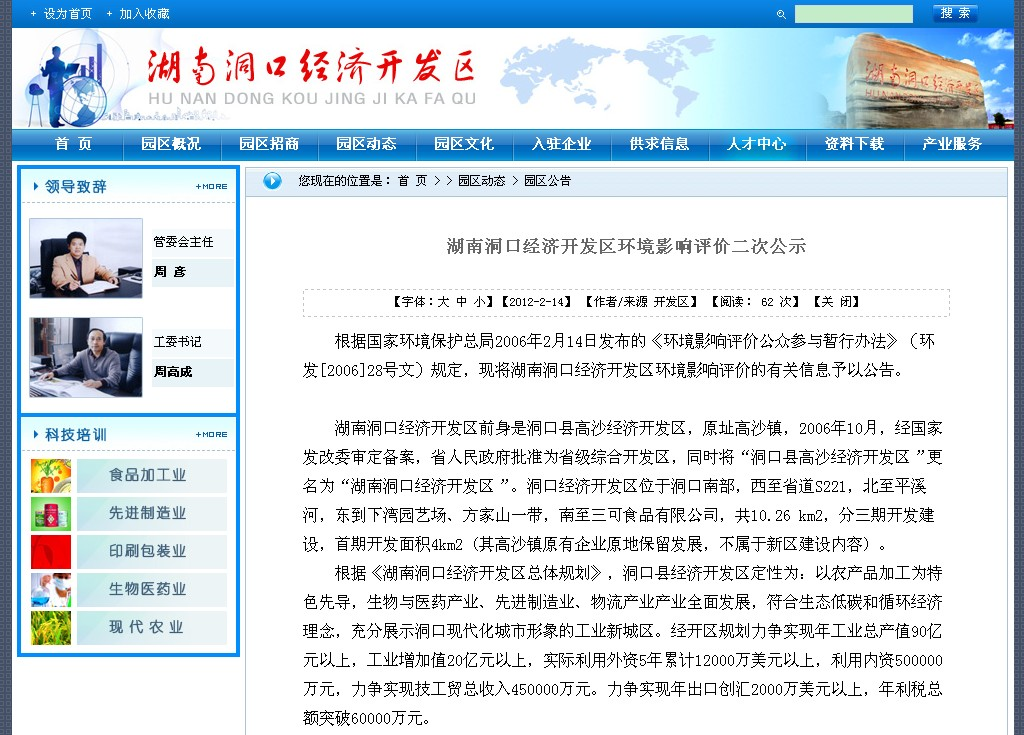 + 设为首页 + 加入收藏
搜 索
湖南洞口经济开发区
HU NAN DONG KOU JING JI KA FA QU
湖南洞口经济开发区
首 页 园区概况 园区招商 园区动态 园区文化 入驻企业 供求信息 人才中心 资料下载 产业服务
领导致辞 +MORE
管委会主任
周 彦
工委书记
周高成
科技培训 +MORE
食品加工业
先进制造业
印刷包装业
生物医药业
现 代 农 业
您现在的位置是： 首 页 > > 园区动态 > 园区公告
湖南洞口经济开发区环境影响评价二次公示
【字体：大 中 小】【2012-2-14】 【作者/来源 开发区】 【阅读： 62 次】 【关 闭】
根据国家环境保护总局2006年2月14日发布的《环境影响评价公众参与暂行办法》（环
发[2006]28号文）规定，现将湖南洞口经济开发区环境影响评价的有关信息予以公告。
湖南洞口经济开发区前身是洞口县高沙经济开发区，原址高沙镇，2006年10月，经国家
发改委审定备案，省人民政府批准为省级综合开发区，同时将“洞口县高沙经济开发区 ”更
名为“湖南洞口经济开发区 ”。洞口经济开发区位于洞口南部，西至省道S221，北至平溪
河，东到下湾园艺场、方家山一带，南至三可食品有限公司，共10.26 km2，分三期开发建
设，首期开发面积4km2（其高沙镇原有企业原地保留发展，不属于新区建设内容）。
根据《湖南洞口经济开发区总体规划》，洞口县经济开发区定性为：以农产品加工为特
色先导，生物与医药产业、先进制造业、物流产业产业全面发展，符合生态低碳和循环经济
理念，充分展示洞口现代化城市形象的工业新城区。经开区规划力争实现年工业总产值90亿
元以上，工业增加值20亿元以上，实际利用外资5年累计12000万美元以上，利用内资500000
万元，力争实现技工贸总收入450000万元。力争实现年出口创汇2000万美元以上，年利税总
额突破60000万元。